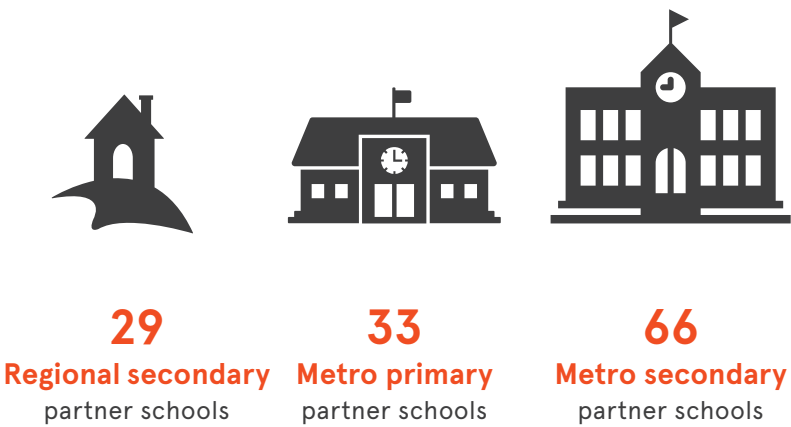 29
Regional secondary
partner schools
33
Metro primary
partner schools
66
Metro secondary
partner schools